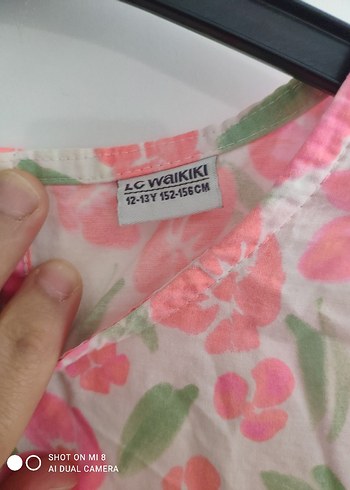 LC WAIKIKI
12-13Y 152-156CM
SHOT ON MI 8
AI DUAL CAMERA